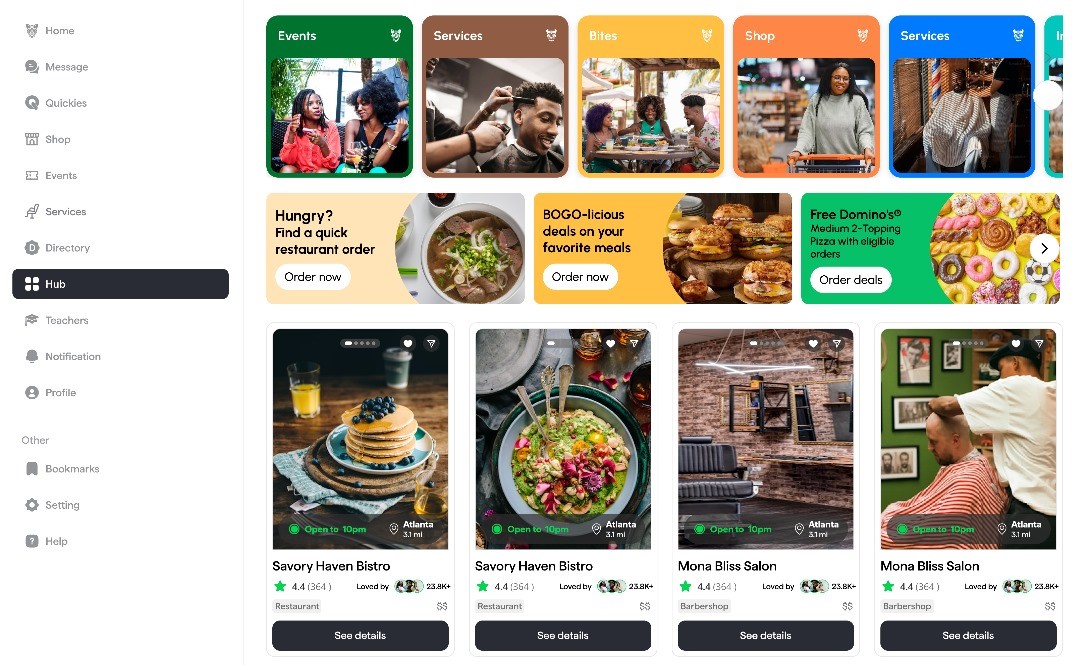 Home
Message
Quickies
Shop
Events
Services
Directory
Hub
Teachers
Notification
Profile
Other
Bookmarks
Setting
Help
Events
Services
Bites
Shop
Services
Hungry?
Find a quick
restaurant order
Order now
BOGO-licious
deals on your
favorite meals
Order now
Free Domino's®
Medium 2-Topping
Pizza with eligible
orders
Order deals
Open to 10pm
Atlanta
3.1 mi
Savory Haven Bistro
4.4 (364 )
Loved by 23.8K+
Restaurant $$
See details
Open to 10pm
Atlanta
3.1 mi
Savory Haven Bistro
4.4 (364 )
Loved by 23.8K+
Restaurant $$
See details
Open to 10pm
Atlanta
3.1 mi
Mona Bliss Salon
4.4 (364 )
Loved by 23.8K+
Barbershop $$
See details
Open to 10pm
Atlanta
3.1 mi
Mona Bliss Salon
4.4 (364 )
Loved by 23.8K+
Barbershop $$
See details